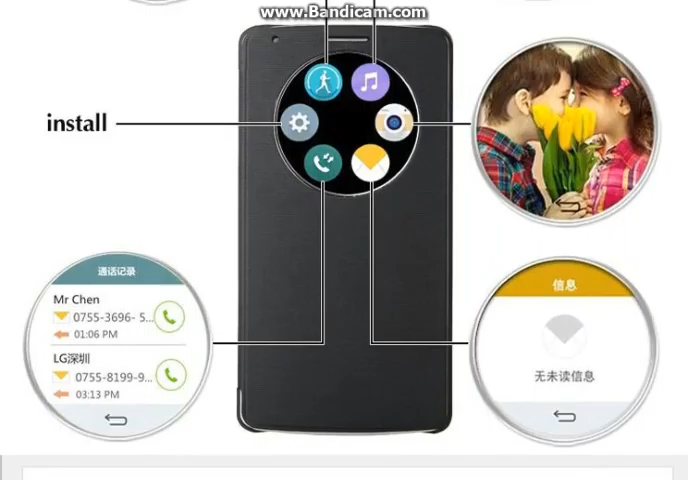 www.Bandicam.com
install
通话记录
Mr Chen
0755-3696- 5...
01:06 PM
LG深圳
0755-8199-9...
03:13 PM
信息
无未读信息